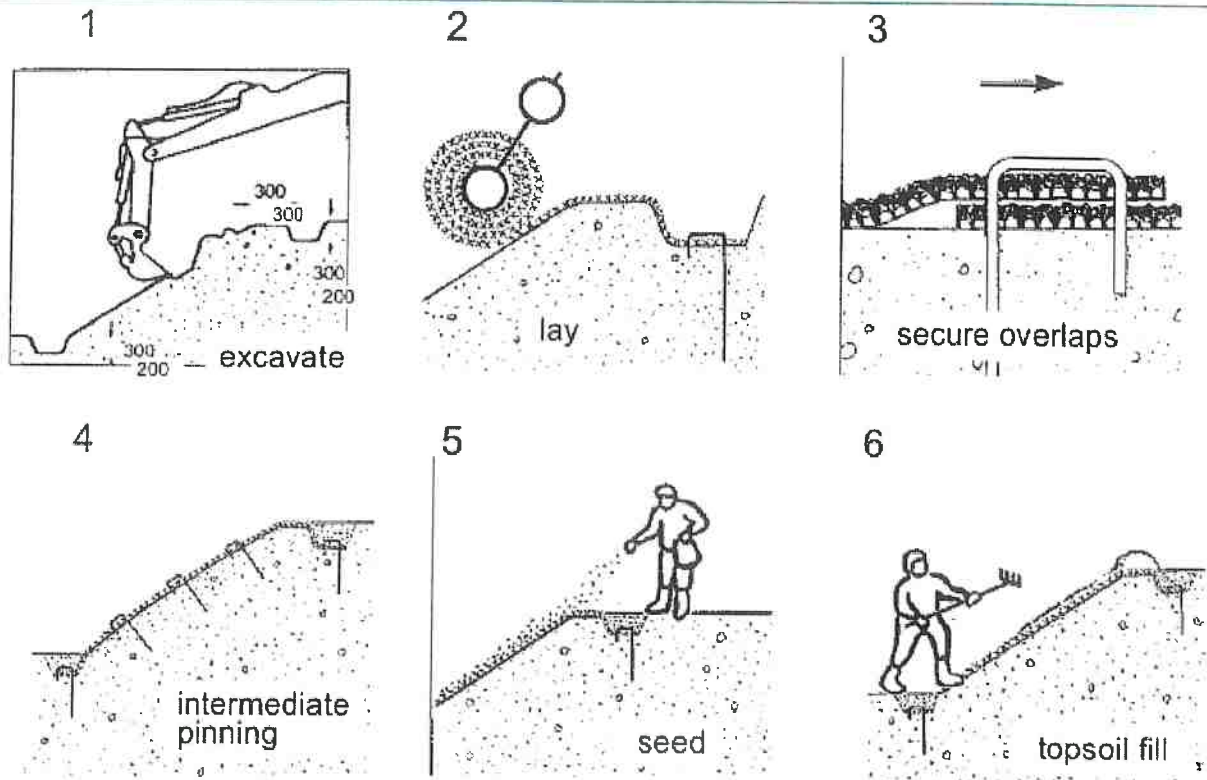 1
2
3
300
300
300
200
300
200
excavate
lay
secure overlaps
4
5
6
intermediate
pinning
seed
topsoil fill